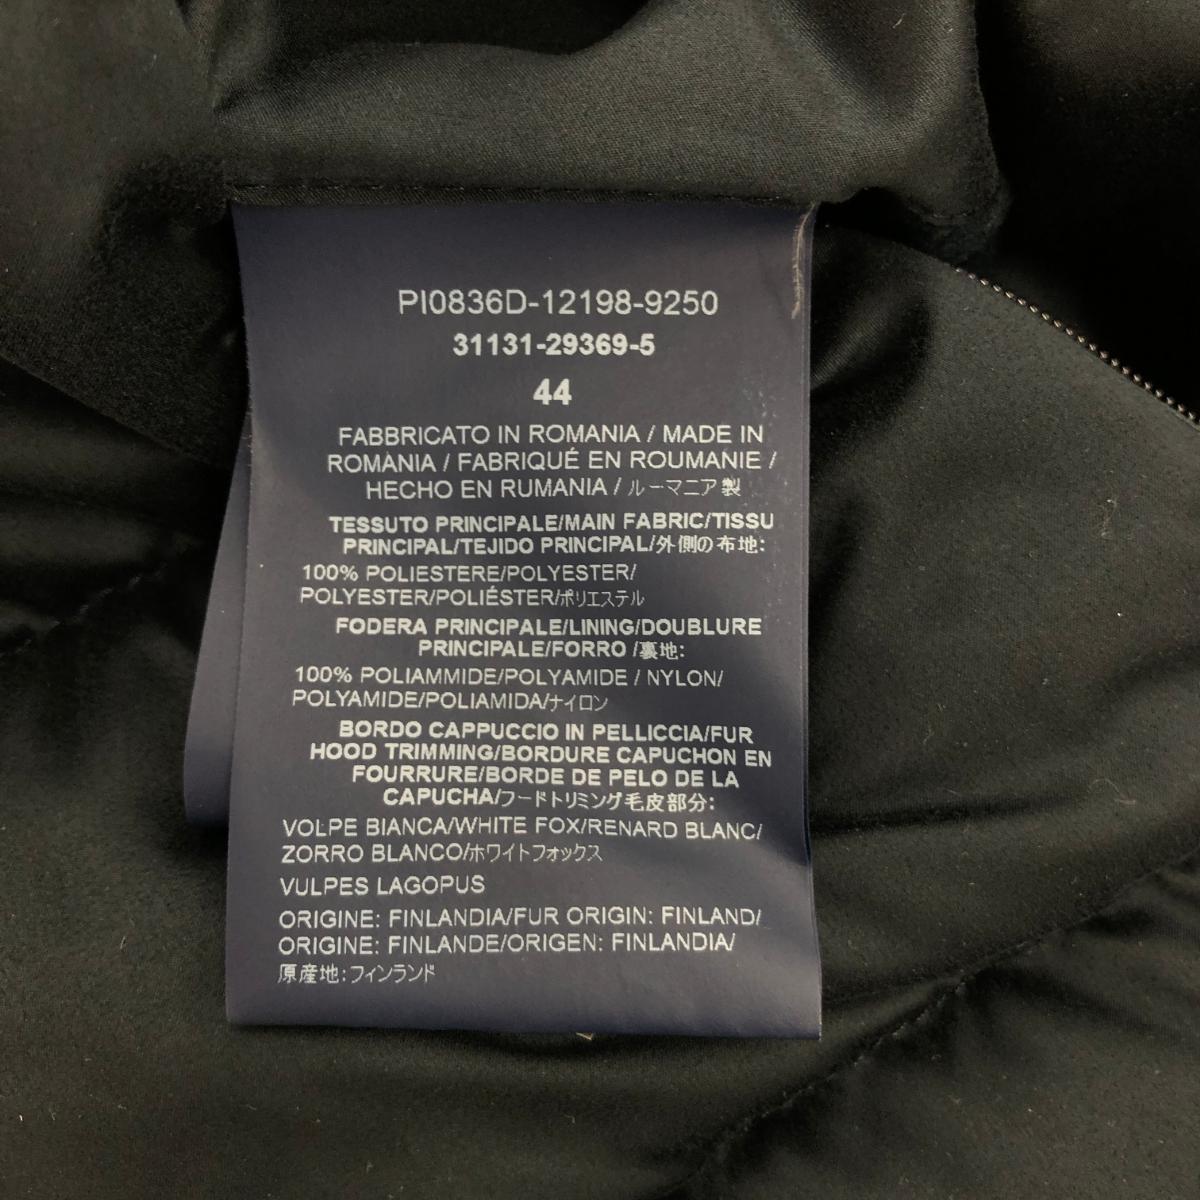 PI0836D-12198-9250
31131-29369-5
44
FABBRICATO IN ROMANIA / MADE IN
ROMANIA / FABRIQUÉ EN ROUMANIE /
HECHO EN RUMANIA / ルーマニア製
TESSUTO PRINCIPALE/MAIN FABRIC/TISSU
PRINCIPAL/TEJIDO PRINCIPAL/外側の布地:
100% POLIESTERE/POLYESTER/
POLYESTER/POLIÉSTER/ポリエステル
FODERA PRINCIPALE/LINING/DOUBLURE
PRINCIPALE/FORRO /裏地:
100% POLIAMMIDE/POLYAMIDE / NYLON/
POLYAMIDE/POLIAMIDA/ナイロン
BORDO CAPPUCCIO IN PELLICCIA/FUR
HOOD TRIMMING/BORDURE CAPUCHON EN
FOURRURE/BORDE DE PELO DE LA
CAPUCHA/フードトリミング毛皮部分:
VOLPE BIANCA/WHITE FOX/RENARD BLANC/
ZORRO BLANCO/ホワイトフォックス
VULPES LAGOPUS
ORIGINE: FINLANDIA/FUR ORIGIN: FINLAND/
ORIGINE: FINLANDE/ORIGEN: FINLANDIA/
原産地:フィンランド